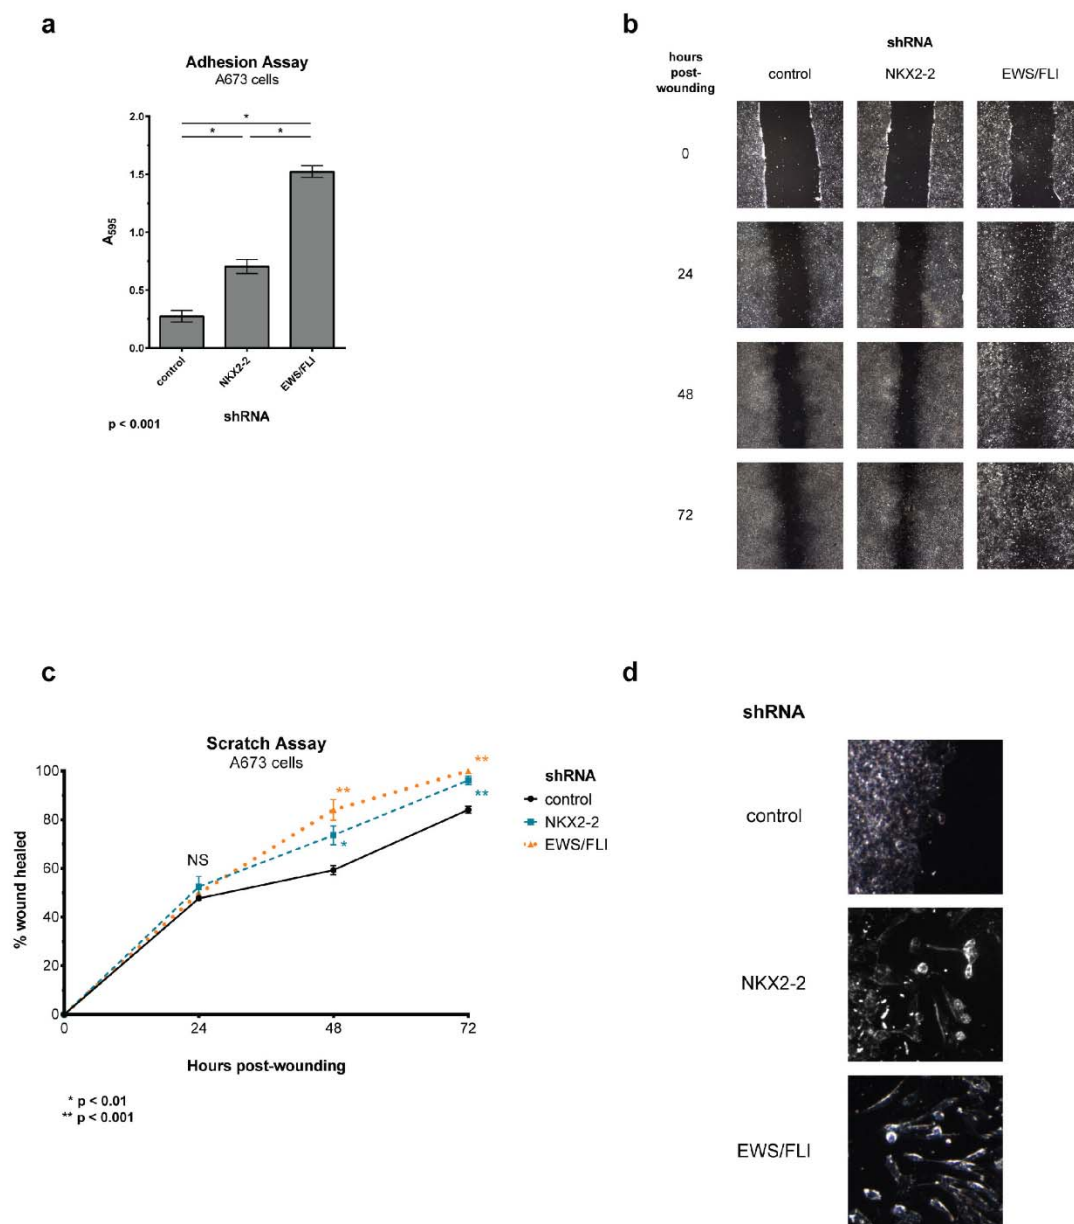 a
Adhesion Assay
A673 cells
2.0
1.5
1.0
0.5
0.0
A595
*
* *
control NKX2-2 EWS/FLI
shRNA
p < 0.001
b
shRNA
hours
post-
wounding
control NKX2-2 EWS/FLI
0
24
48
72
c
Scratch Assay
A673 cells
100
80
60
40
20
0
% wound healed
NS
**
*
**
**
0 24 48 72
Hours post-wounding
shRNA
control
NKX2-2
EWS/FLI
* p < 0.01
** p < 0.001
d
shRNA
control
NKX2-2
EWS/FLI